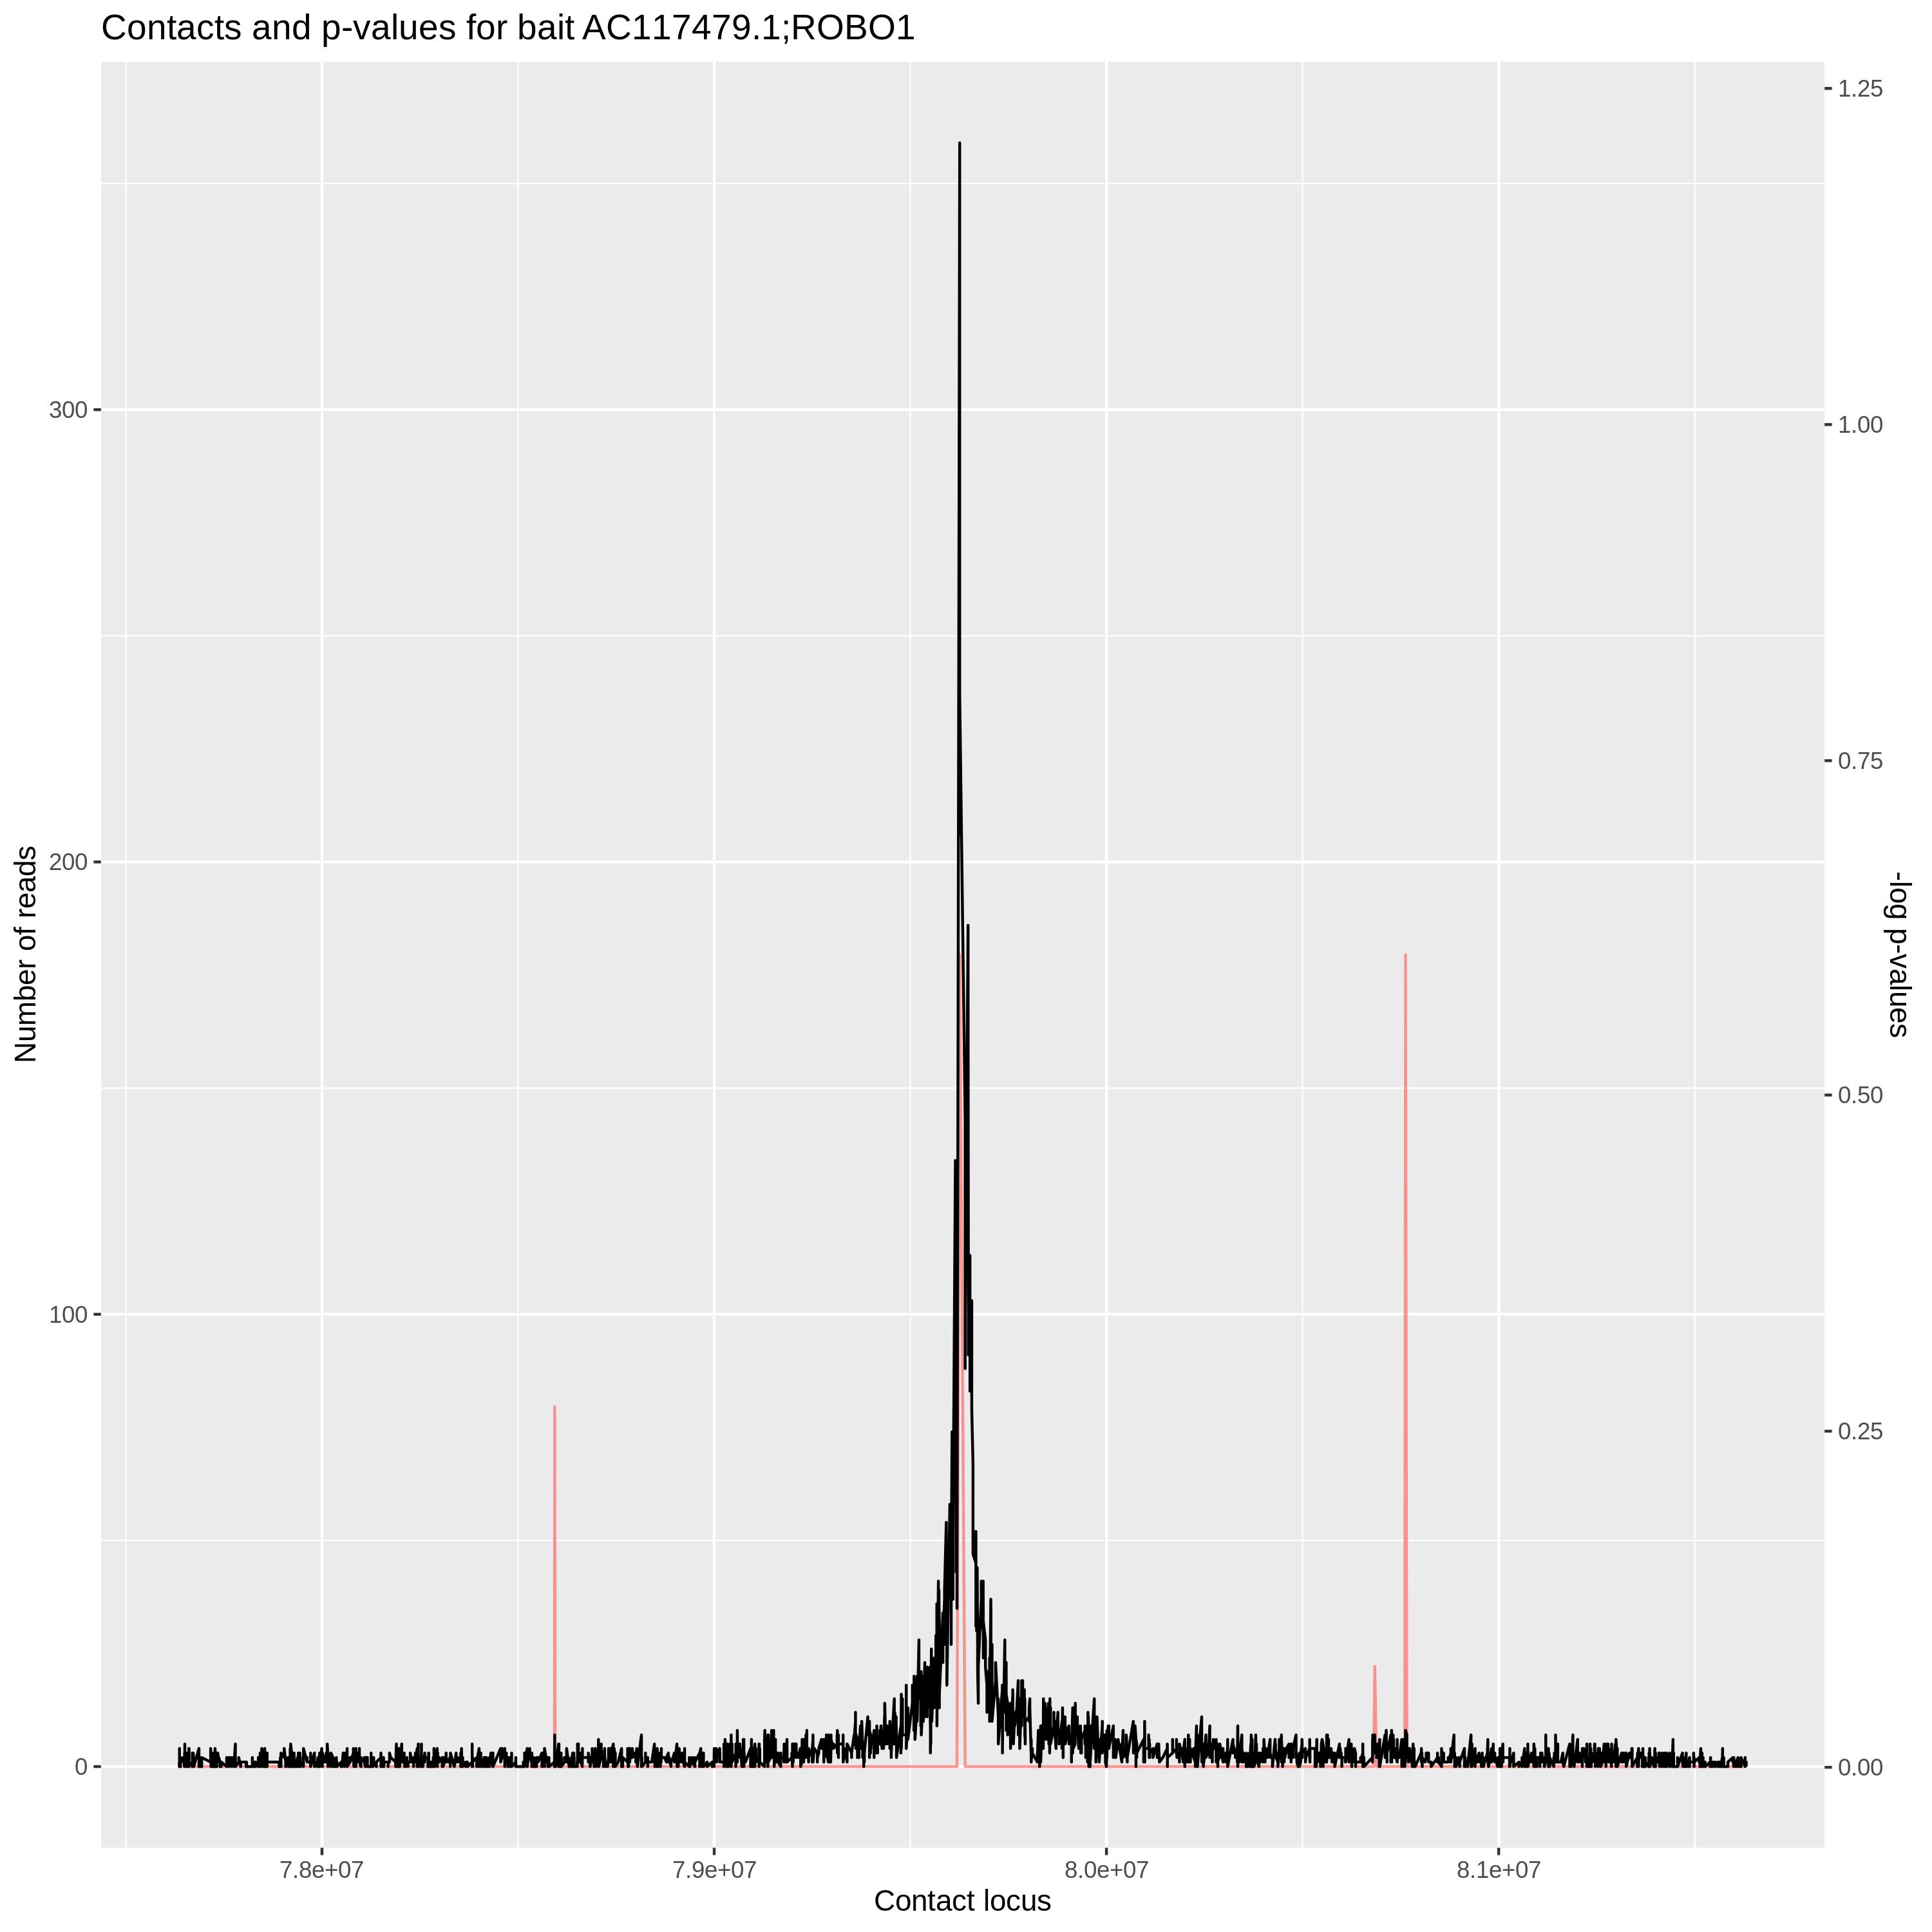 Contacts and p-values for bait AC117479.1;ROBO1
1.25
300
1.00
0.75
200
Number of reads
-log p-values
0.50
100
0.25
0
0.00
7.8e+07
7.9e+07
8.0e+07
8.1e+07
Contact locus